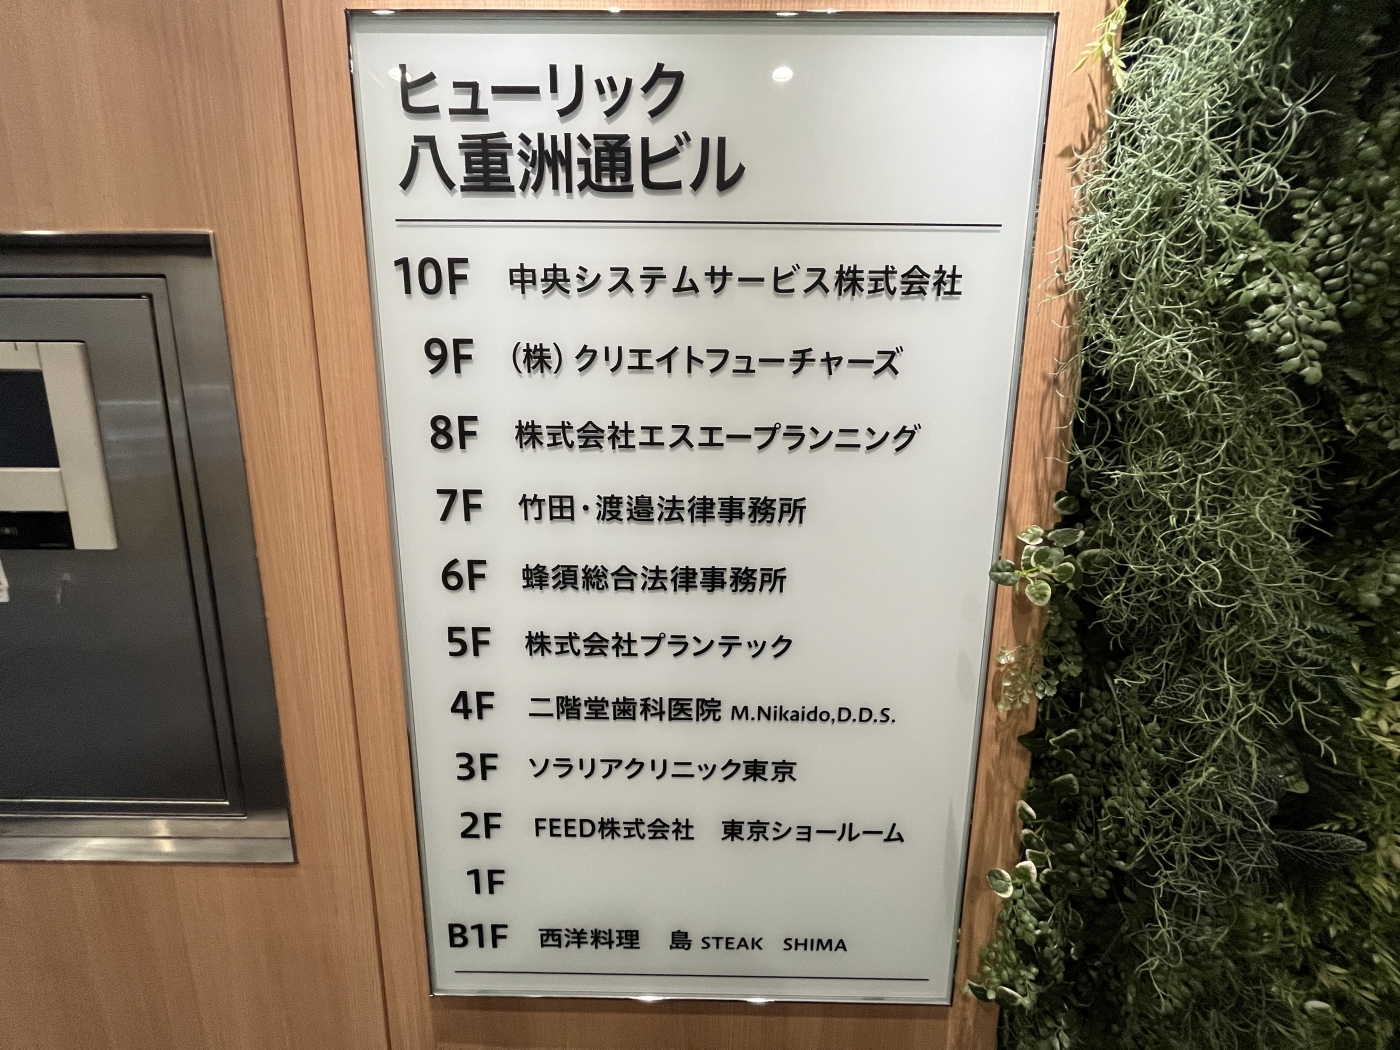 ヒューリック
八重洲通ビル
10F 中央システムサービス株式会社
9F (株) クリエイトフューチャーズ
8F 株式会社エスエープランニング
7F 竹田・渡邉法律事務所
6F 蜂須総合法律事務所
5F 株式会社プランテック
4F 二階堂歯科医院 M.Nikaido,D.D.S.
3F ソラリアクリニック東京
2F FEED株式会社　東京ショールーム
1F
B1F 西洋料理　島 STEAK SHIMA